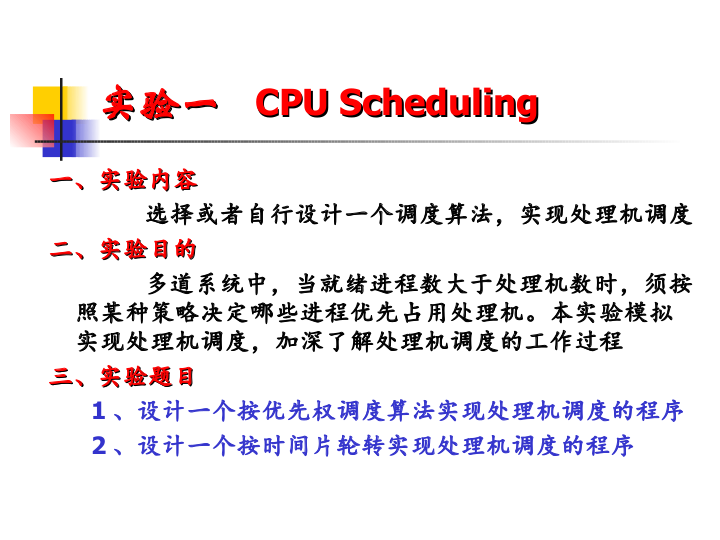 实验一 CPU Scheduling
一、实验内容
选择或者自行设计一个调度算法，实现处理机调度
二、实验目的
多道系统中，当就绪进程数大于处理机数时，须按
照某种策略决定哪些进程优先占用处理机。本实验模拟
实现处理机调度，加深了解处理机调度的工作过程
三、实验题目
1、设计一个按优先权调度算法实现处理机调度的程序
2、设计一个按时间片轮转实现处理机调度的程序